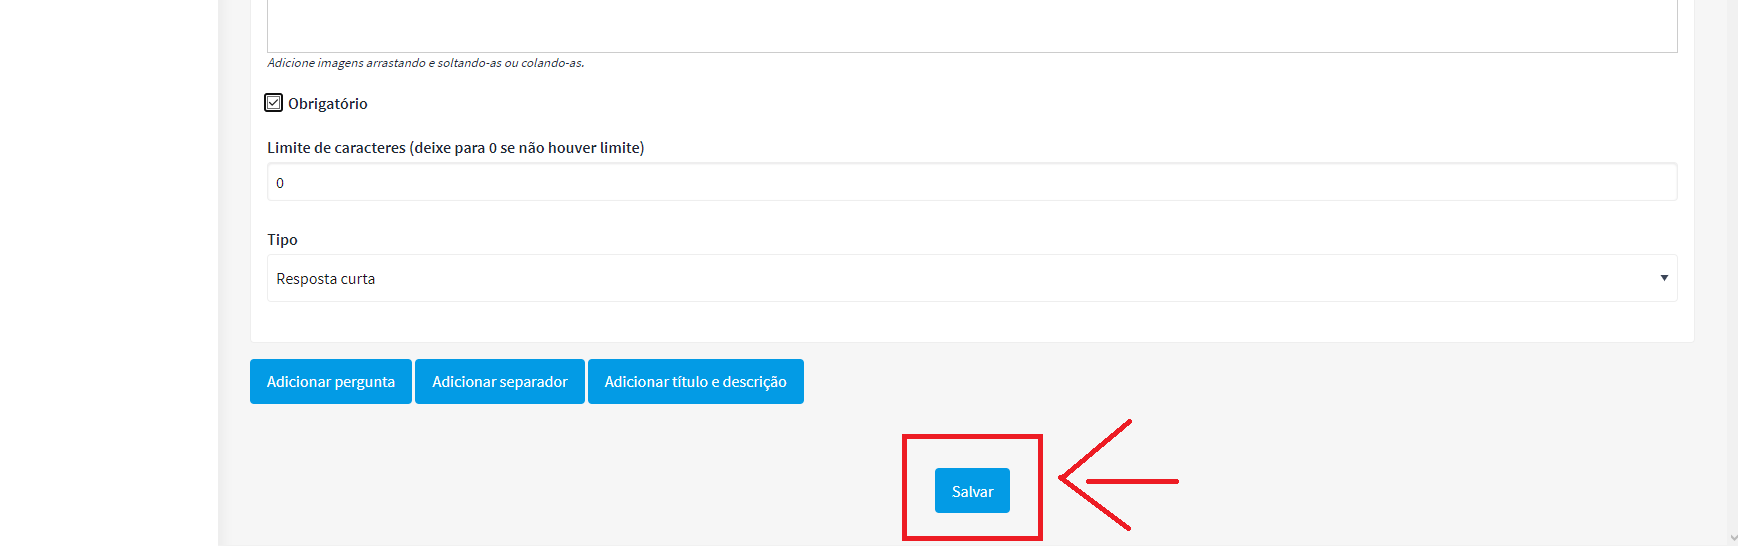 Adicione imagens arrastando e soltando-as ou colando-as.
Obrigatório
Limite de caracteres (deixe para 0 se não houver limite)
0
Tipo
Resposta curta
Adicionar pergunta
Adicionar separador
Adicionar título e descrição
Salvar